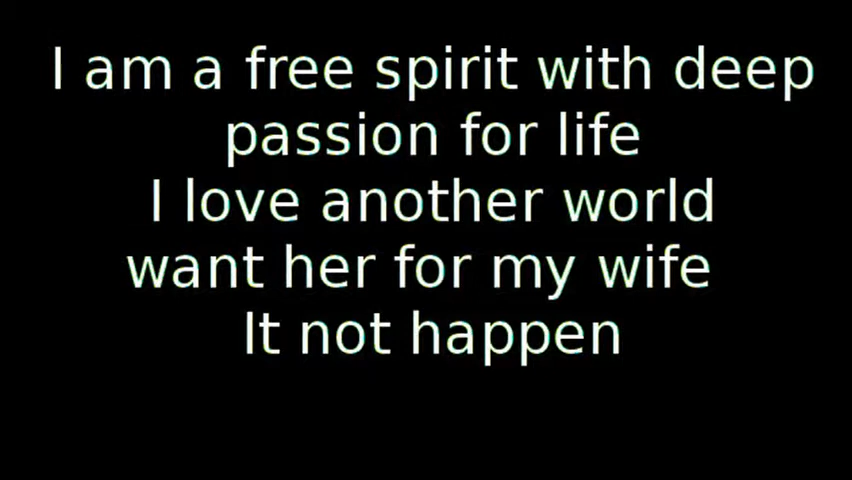 I am a free spirit with deep
passion for life
I love another world
want her for my wife
It not happen